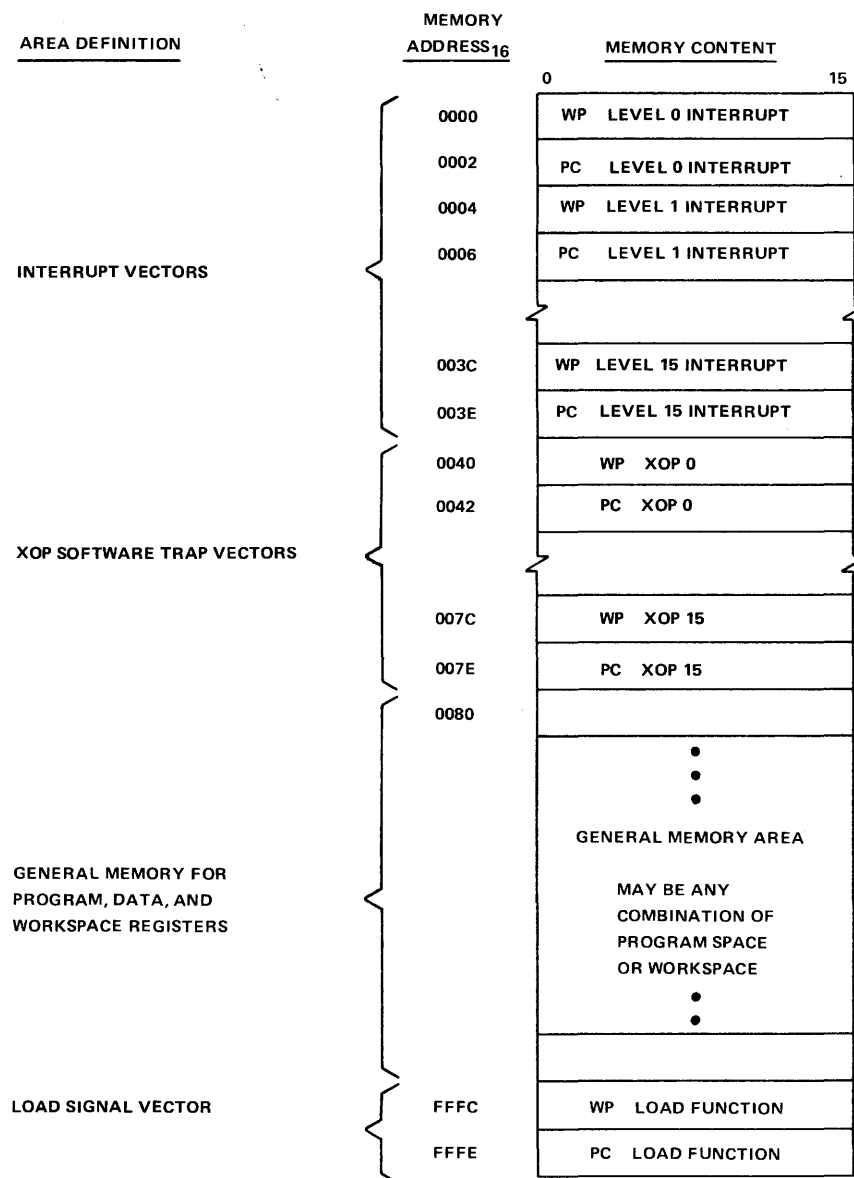 MEMORY
AREA DEFINITION ADDRESS16 MEMORY CONTENT
0 15
0000 WP LEVEL 0 INTERRUPT
0002 PC LEVEL 0 INTERRUPT
0004 WP LEVEL 1 INTERRUPT
0006 PC LEVEL 1 INTERRUPT
INTERRUPT VECTORS
003C WP LEVEL 15 INTERRUPT
003E PC LEVEL 15 INTERRUPT
0040 WP XOP 0
0042 PC XOP 0
XOP SOFTWARE TRAP VECTORS
007C WP XOP 15
007E PC XOP 15
0080
GENERAL MEMORY AREA
GENERAL MEMORY FOR
PROGRAM, DATA, AND
WORKSPACE REGISTERS
MAY BE ANY
COMBINATION OF
PROGRAM SPACE
OR WORKSPACE
LOAD SIGNAL VECTOR FFFC WP LOAD FUNCTION
FFFE PC LOAD FUNCTION